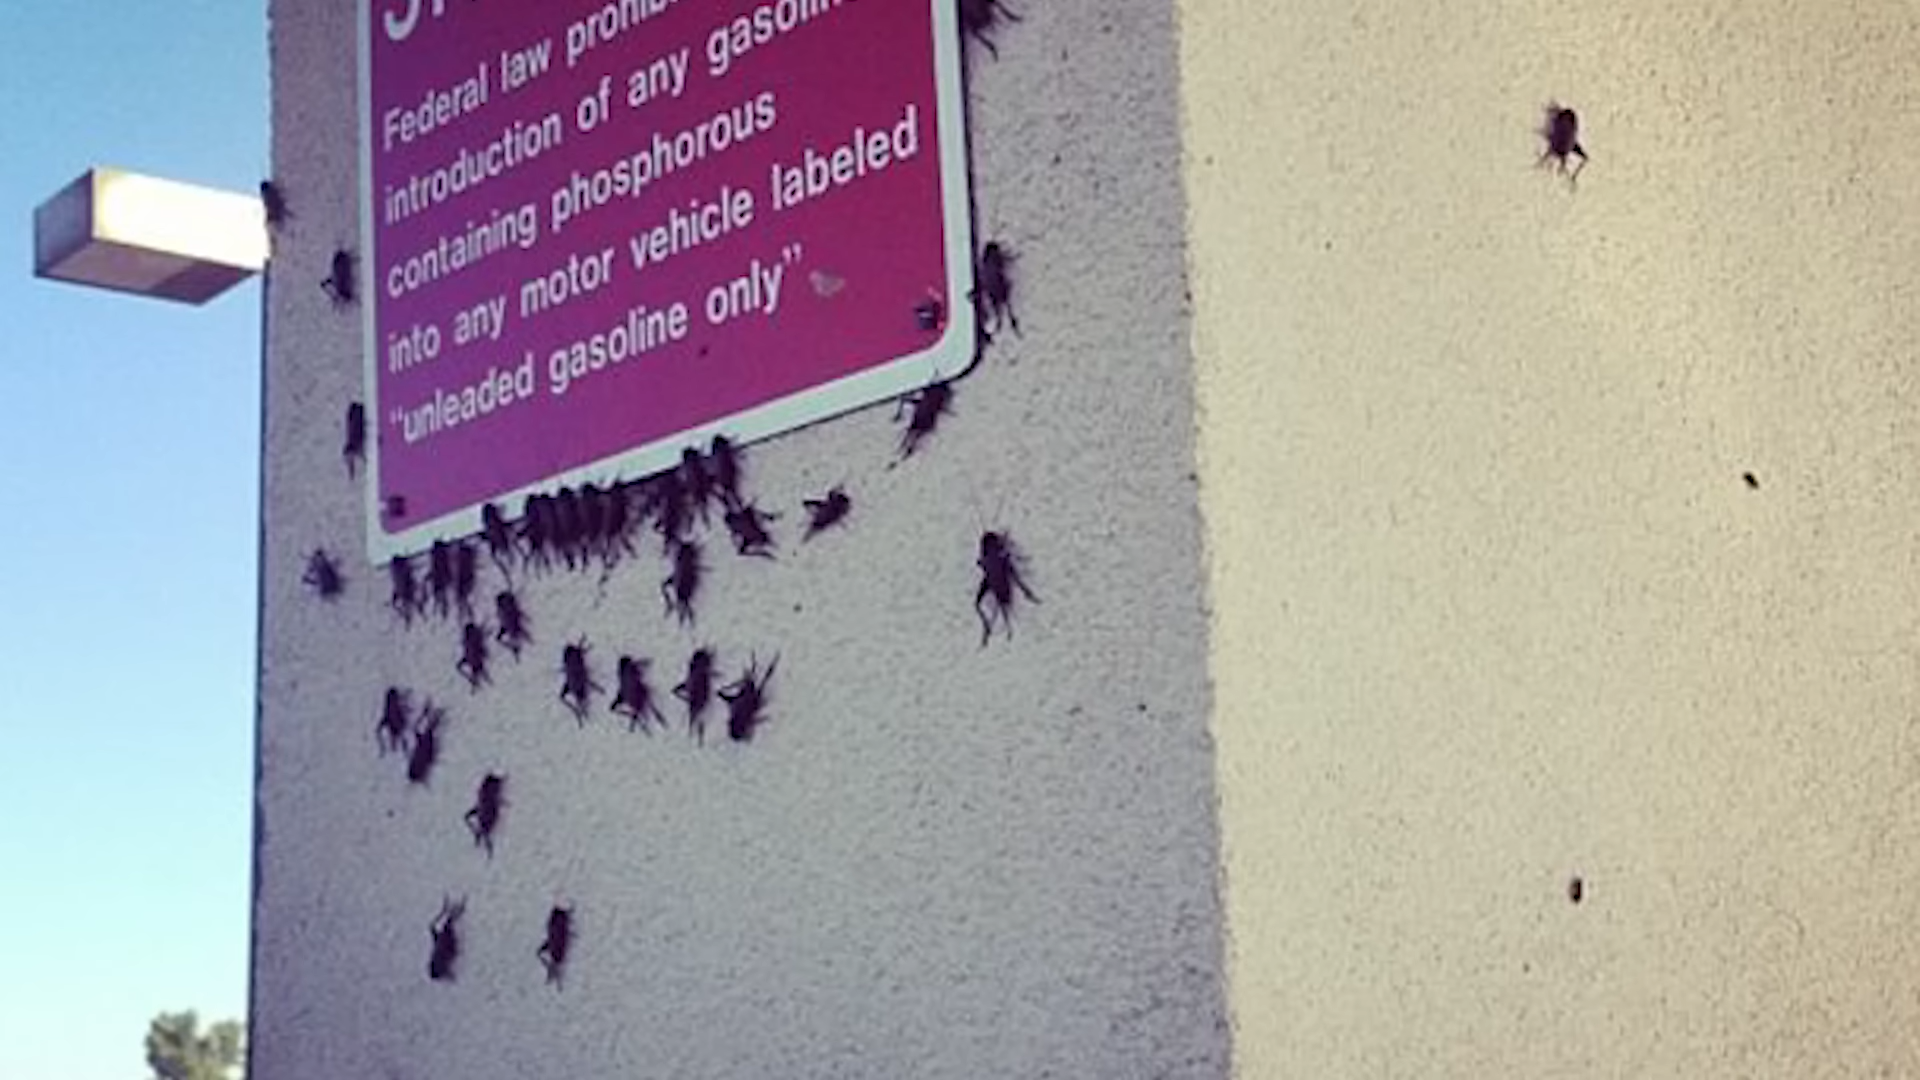 Federal law
introduction of any
containing phosphorous
into any motor vehicle labeled
“unleaded gasoline only”